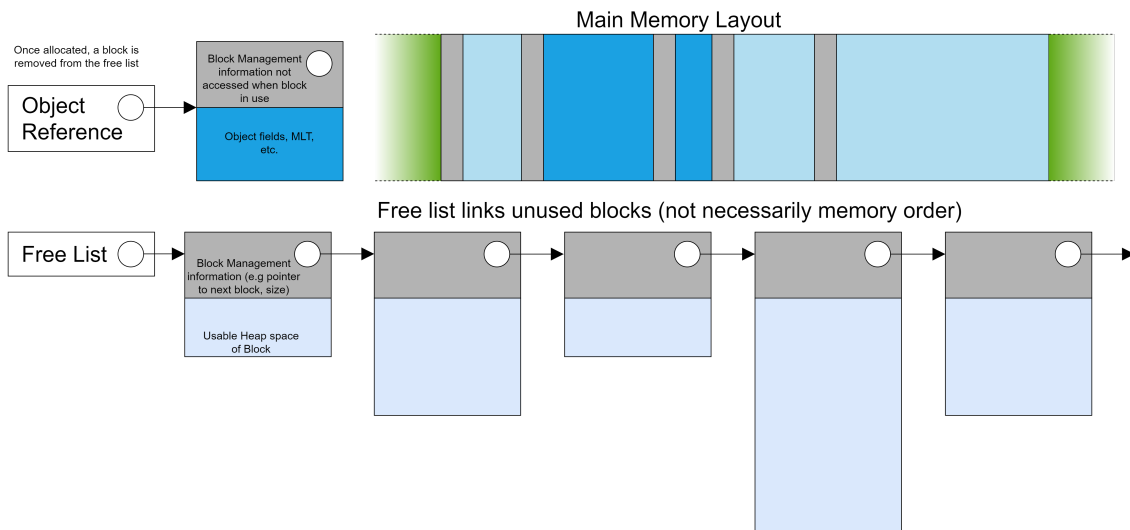 Main Memory Layout
Once allocated, a block is
removed from the free list
Object
Reference
Block Management
information not
accessed when block
in use
Object fields, MLT,
etc.
Free list links unused blocks (not necessarily memory order)
Free List
Block Management
information (e.g pointer
to next block, size)
Usable Heap space
of Block